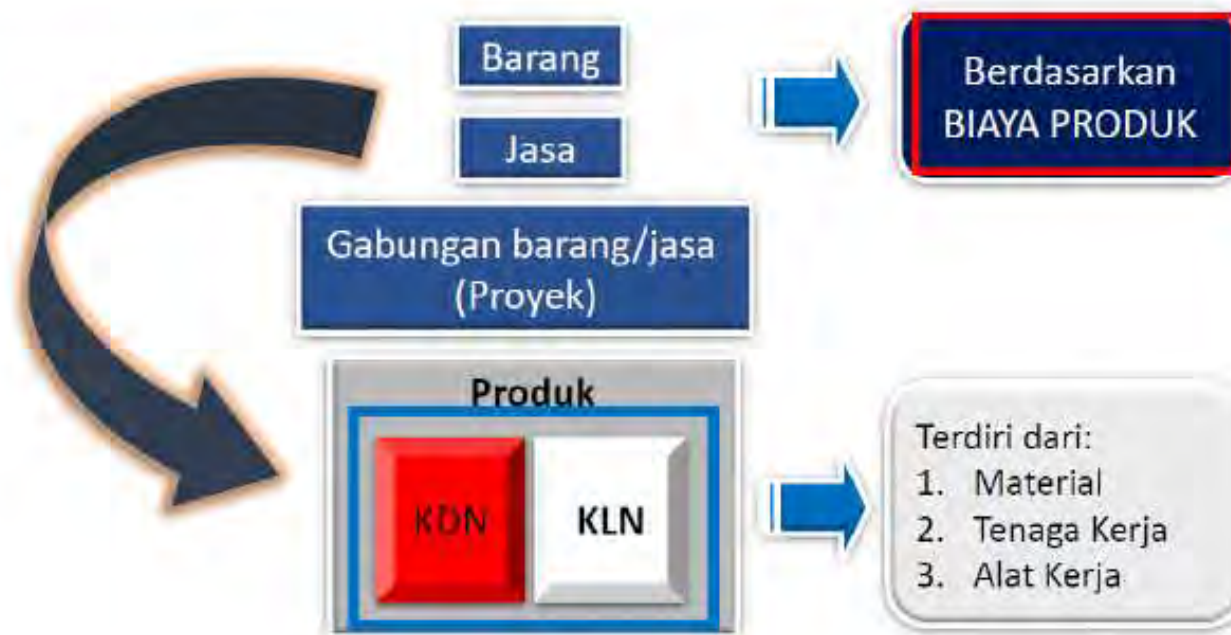 Barang
Jasa
Gabungan barang/jasa
(Proyek)
Berdasarkan
BIAYA PRODUK
Produk
KDN
KLN
Terdiri dari:
1. Material
2. Tenaga Kerja
3. Alat Kerja